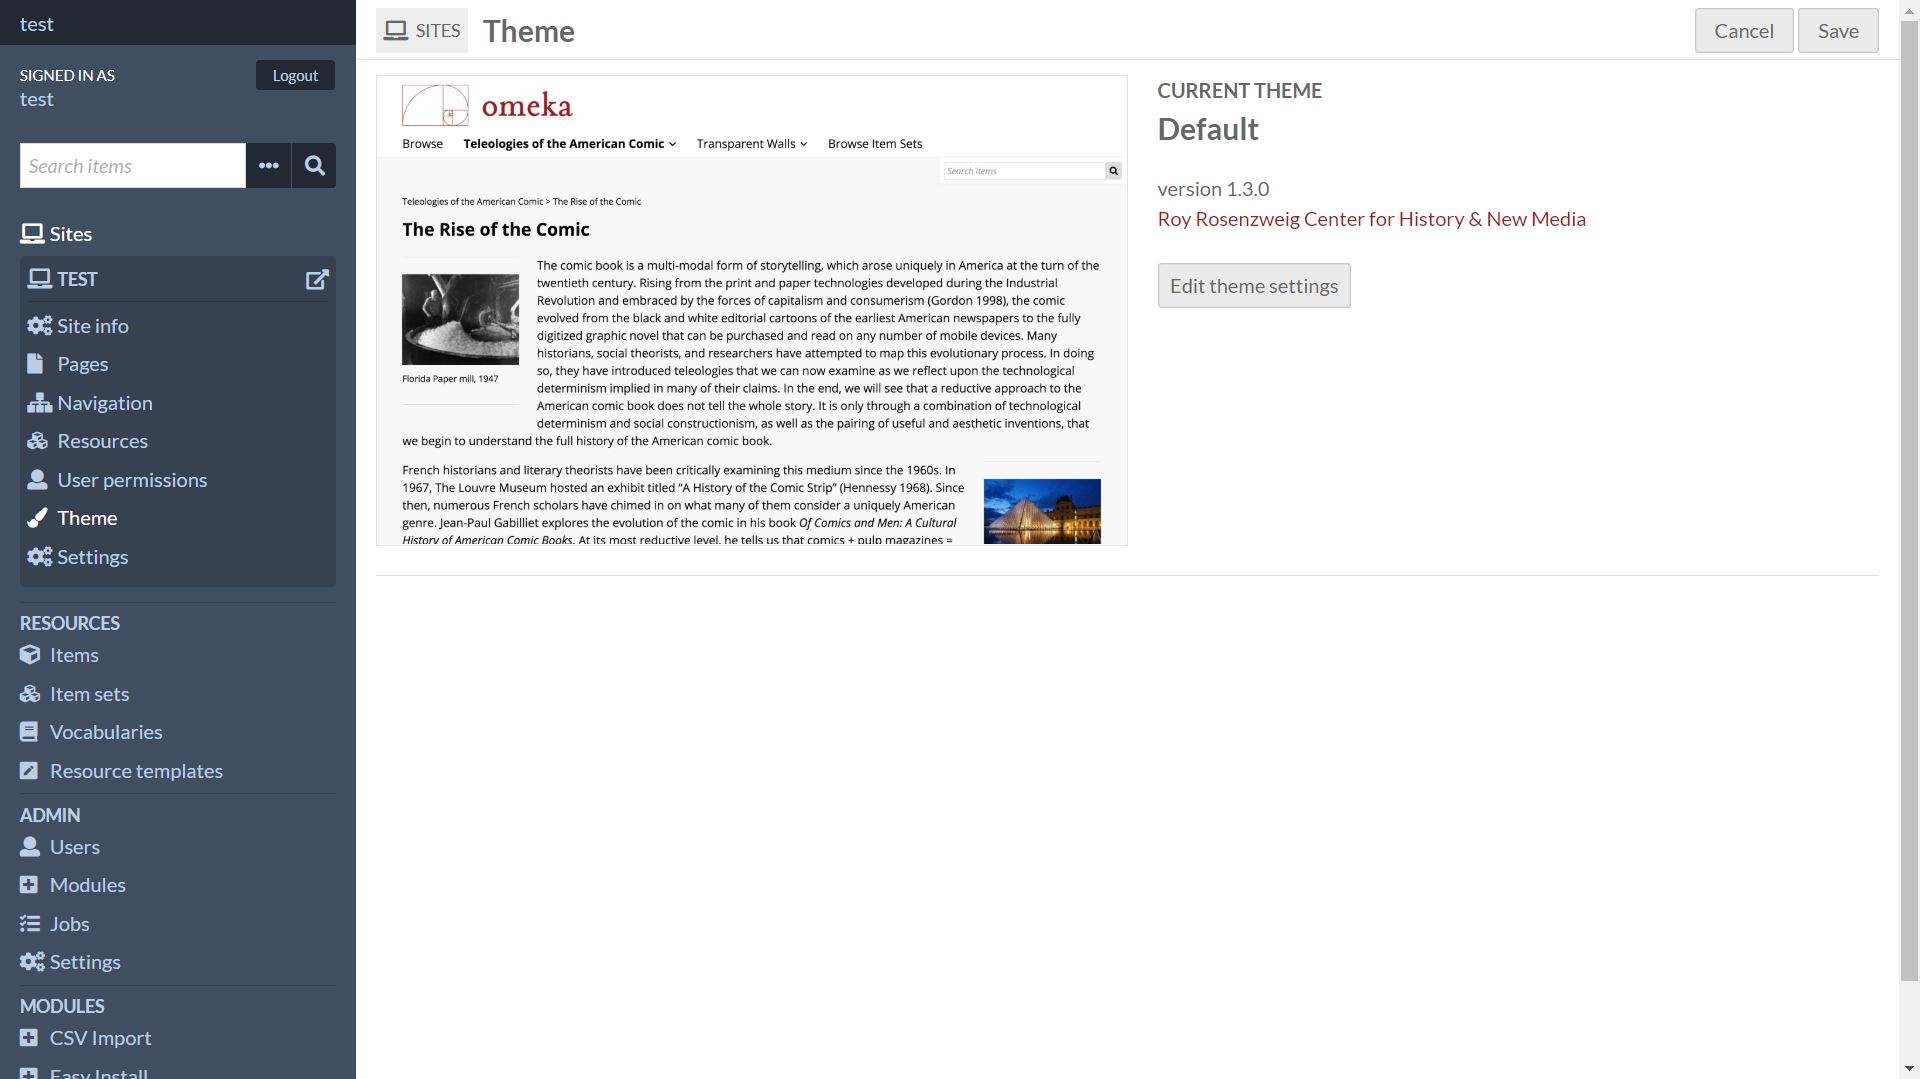 test
SIGNED IN AS
test
Logout
Search items
Sites
TEST
Site info
Pages
Navigation
Resources
User permissions
Theme
Settings
RESOURCES
Items
Item sets
Vocabularies
Resource templates
ADMIN
Users
Modules
Jobs
Settings
MODULES
CSV Import
Easy Install
SITES
Theme
Cancel
Save
omeka
Browse
Teleologies of the American Comic
Transparent Walls
Browse Item Sets
Search items
Teleologies of the American Comic > The Rise of the Comic
The Rise of the Comic
The comic book is a multi-modal form of storytelling, which arose uniquely in America at the turn of the
twentieth century. Rising from the print and paper technologies developed during the Industrial
Revolution and embraced by the forces of capitalism and consumerism (Gordon 1998), the comic
evolved from the black and white editorial cartoons of the earliest American newspapers to the fully
digitized graphic novel that can be purchased and read on any number of mobile devices. Many
historians, social theorists, and researchers have attempted to map this evolutionary process. In doing
so, they have introduced teleologies that we can now examine as we reflect upon the technological
determinism implied in many of their claims. In the end, we will see that a reductive approach to the
American comic book does not tell the whole story. It is only through a combination of technological
determinism and social constructionism, as well as the pairing of useful and aesthetic inventions, that
we begin to understand the full history of the American comic book.
Florida Paper mill, 1947
French historians and literary theorists have been critically examining this medium since the 1960s. In
1967, The Louvre Museum hosted an exhibit titled “A History of the Comic Strip” (Hennessy 1968). Since
then, numerous French scholars have chimed in on what many of them consider a uniquely American
genre. Jean-Paul Gabilliet explores the evolution of the comic in his book Of Comics and Men: A Cultural
History of American Comic Books. At its most reductive level, he tells us that comics + pulp magazines =
CURRENT THEME
Default
version 1.3.0
Roy Rosenzweig Center for History & New Media
Edit theme settings